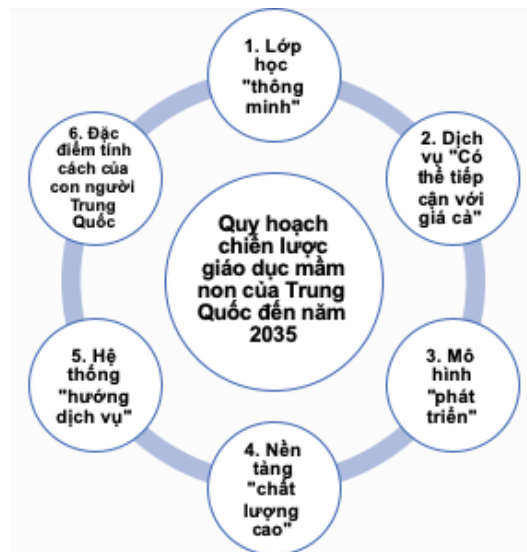 1. Lớp
học
"thông
minh"
2. Dịch
vụ "Có
thể tiếp
cận với
giá cả"
3. Mô
hình
"phát
triển"
4. Nền
tảng
"chất
lượng
cao"
5. Hệ
thống
"hướng
dịch vụ"
6. Đặc
điểm tính
cách của
con người
Trung
Quốc
Quy hoạch
chiến lược
giáo dục mầm
non của Trung
Quốc đến năm
2035